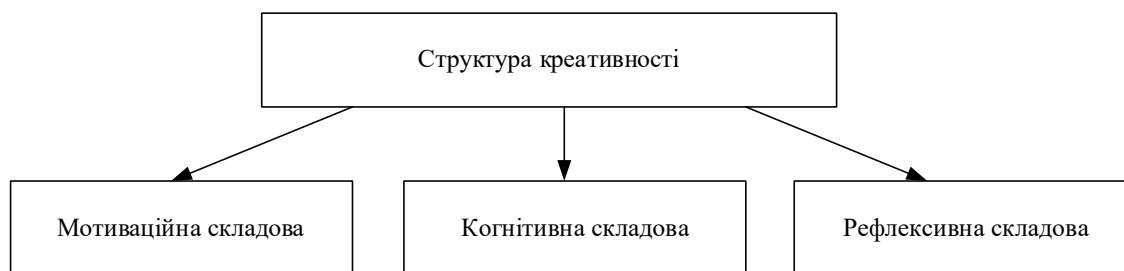 Структура креативності
Мотиваційна складова
Когнітивна складова
Рефлексивна складова